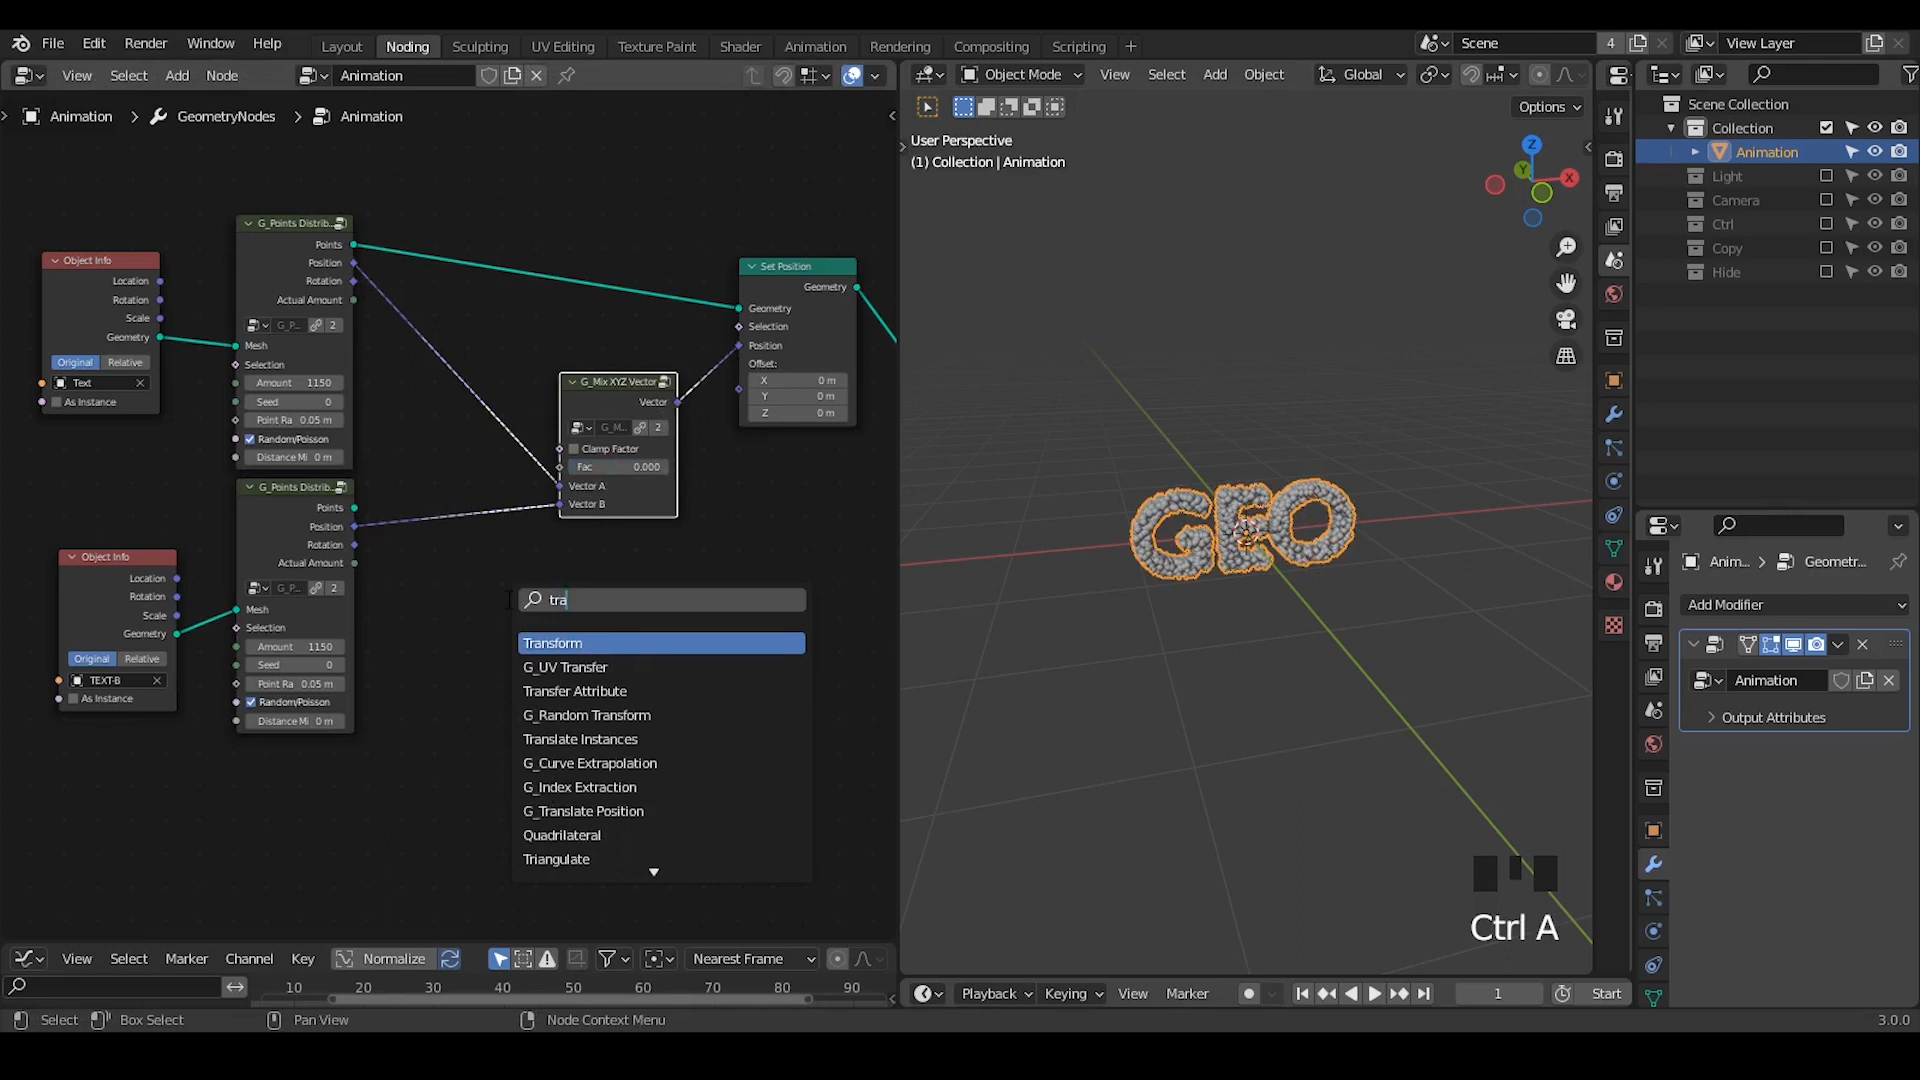 File Edit Render Window Help
Layout Noding Sculpting UV Editing Texture Paint Shader Animation Rendering Compositing Scripting +
Scene 4 View Layer
View Select Add Node Animation
Object Mode View Select Add Object Global
Animation GeometryNodes Animation
Options
User Perspective
(1) Collection | Animation
Z
Y
X
Scene Collection
Collection
Animation
Light
Camera
Ctrl
Copy
Hide
Object Info
Location
Rotation
Scale
Geometry
Original Relative
Text
As Instance
G_Points Distrib...
Points
Position
Rotation
Actual Amount
G_P... 2
Mesh
Selection
Amount 1150
Seed 0
Point Ra 0.05 m
Random/Poisson
Distance Mi 0 m
G_Points Distrib...
Points
Position
Rotation
Actual Amount
G_P... 2
Mesh
Selection
Amount 1150
Seed 0
Point Ra 0.05 m
Random/Poisson
Distance Mi 0 m
Object Info
Location
Rotation
Scale
Geometry
Original Relative
TEXT-B
As Instance
G_Mix XYZ Vector
Vector
G_M... 2
Clamp Factor
Fac 0.000
Vector A
Vector B
Set Position
Geometry
Geometry
Selection
Position
Offset:
X 0 m
Y 0 m
Z 0 m
tra
Transform
G_UV Transfer
Transfer Attribute
G_Random Transform
Translate Instances
G_Curve Extrapolation
G_Index Extraction
G_Translate Position
Quadrilateral
Triangulate
GEO
Ctrl A
Anim... Geometr...
Add Modifier
Animation
Output Attributes
View Select Marker Channel Key Normalize Nearest Frame
10 20 30 40 50 60 70 80 90
Playback Keying View Marker 1 Start
Select Box Select Pan View Node Context Menu 3.0.0